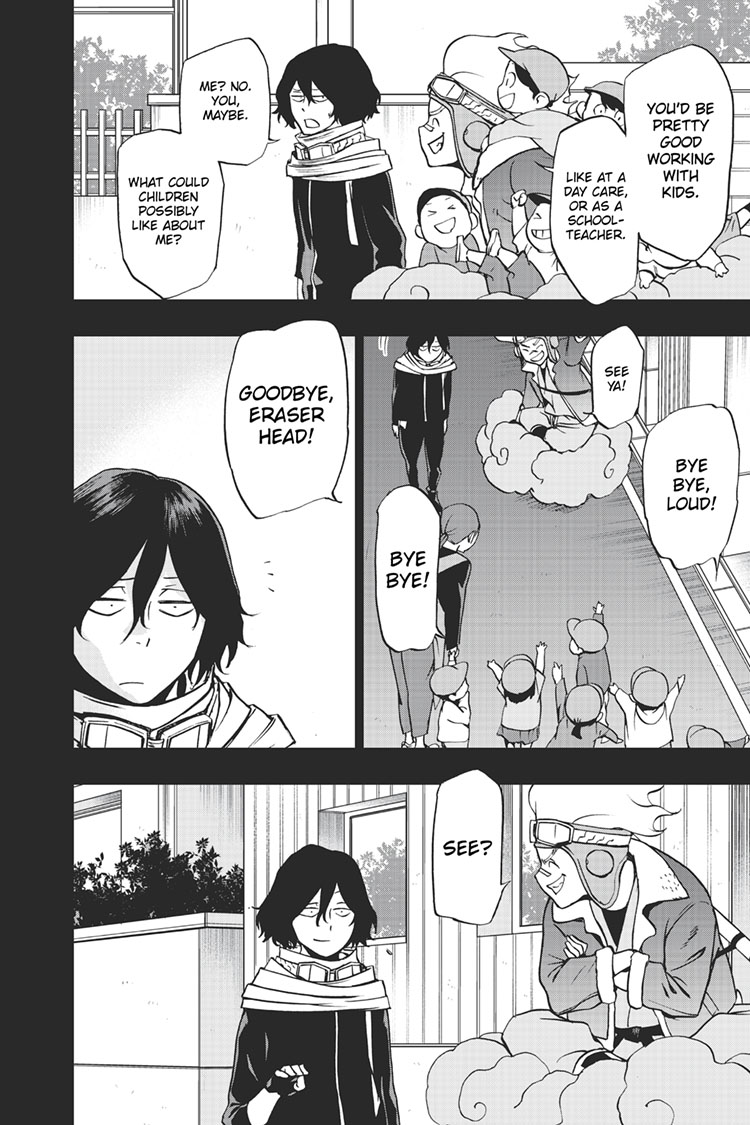 YOU'D BE
PRETTY
GOOD
WORKING
WITH
KIDS.
LIKE AT A
DAY CARE,
OR AS A
SCHOOL-
TEACHER.
ME? NO.
YOU,
MAYBE.
WHAT COULD
CHILDREN
POSSIBLY
LIKE ABOUT
ME?
SEE
YA!
BYE
BYE,
LOUD!
BYE
BYE!
GOODBYE,
ERASER
HEAD!
SEE?